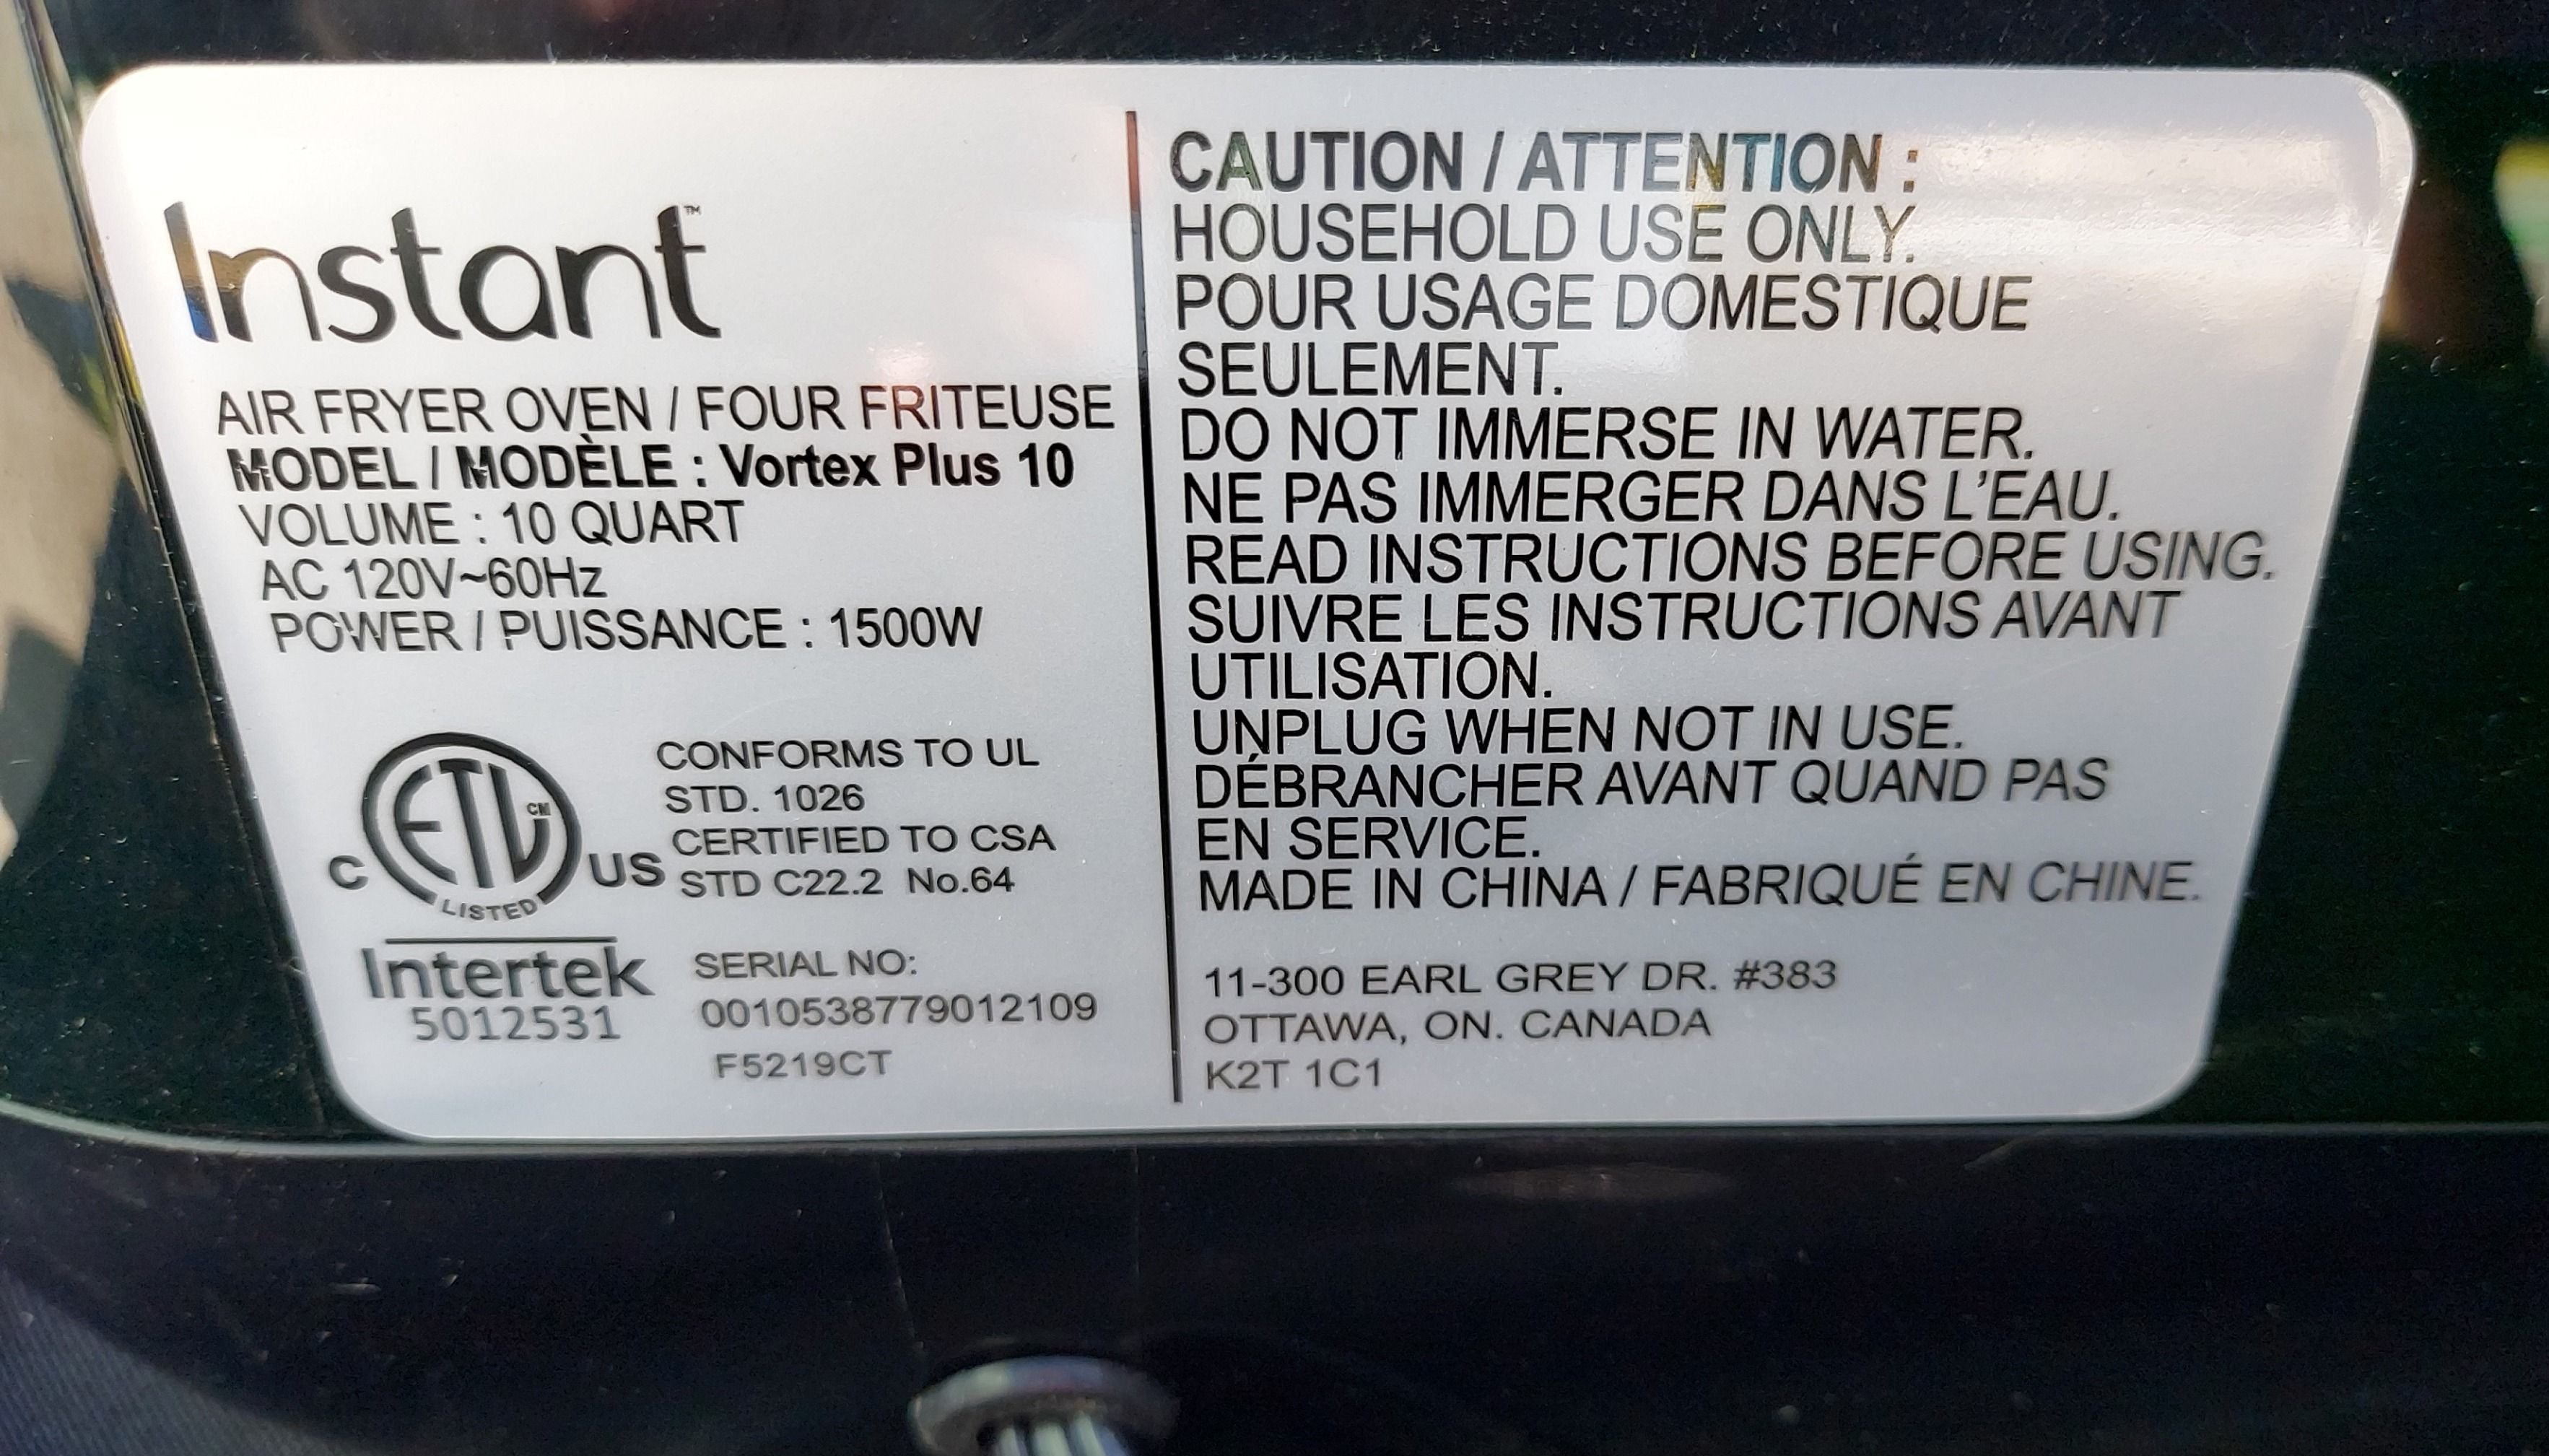 Instant™
AIR FRYER OVEN / FOUR FRITEUSE
MODEL / MODÈLE : Vortex Plus 10
VOLUME : 10 QUART
AC 120V~60Hz
POWER / PUISSANCE : 1500W
ETL CM
C US
LISTED
Intertek
5012531
CONFORMS TO UL
STD. 1026
CERTIFIED TO CSA
STD C22.2 No.64
SERIAL NO:
0010538779012109
F5219CT
CAUTION / ATTENTION :
HOUSEHOLD USE ONLY.
POUR USAGE DOMESTIQUE
SEULEMENT.
DO NOT IMMERSE IN WATER.
NE PAS IMMERGER DANS L'EAU.
READ INSTRUCTIONS BEFORE USING.
SUIVRE LES INSTRUCTIONS AVANT
UTILISATION.
UNPLUG WHEN NOT IN USE.
DÉBRANCHER AVANT QUAND PAS
EN SERVICE.
MADE IN CHINA / FABRIQUÉ EN CHINE.
11-300 EARL GREY DR. #383
OTTAWA, ON. CANADA
K2T 1C1